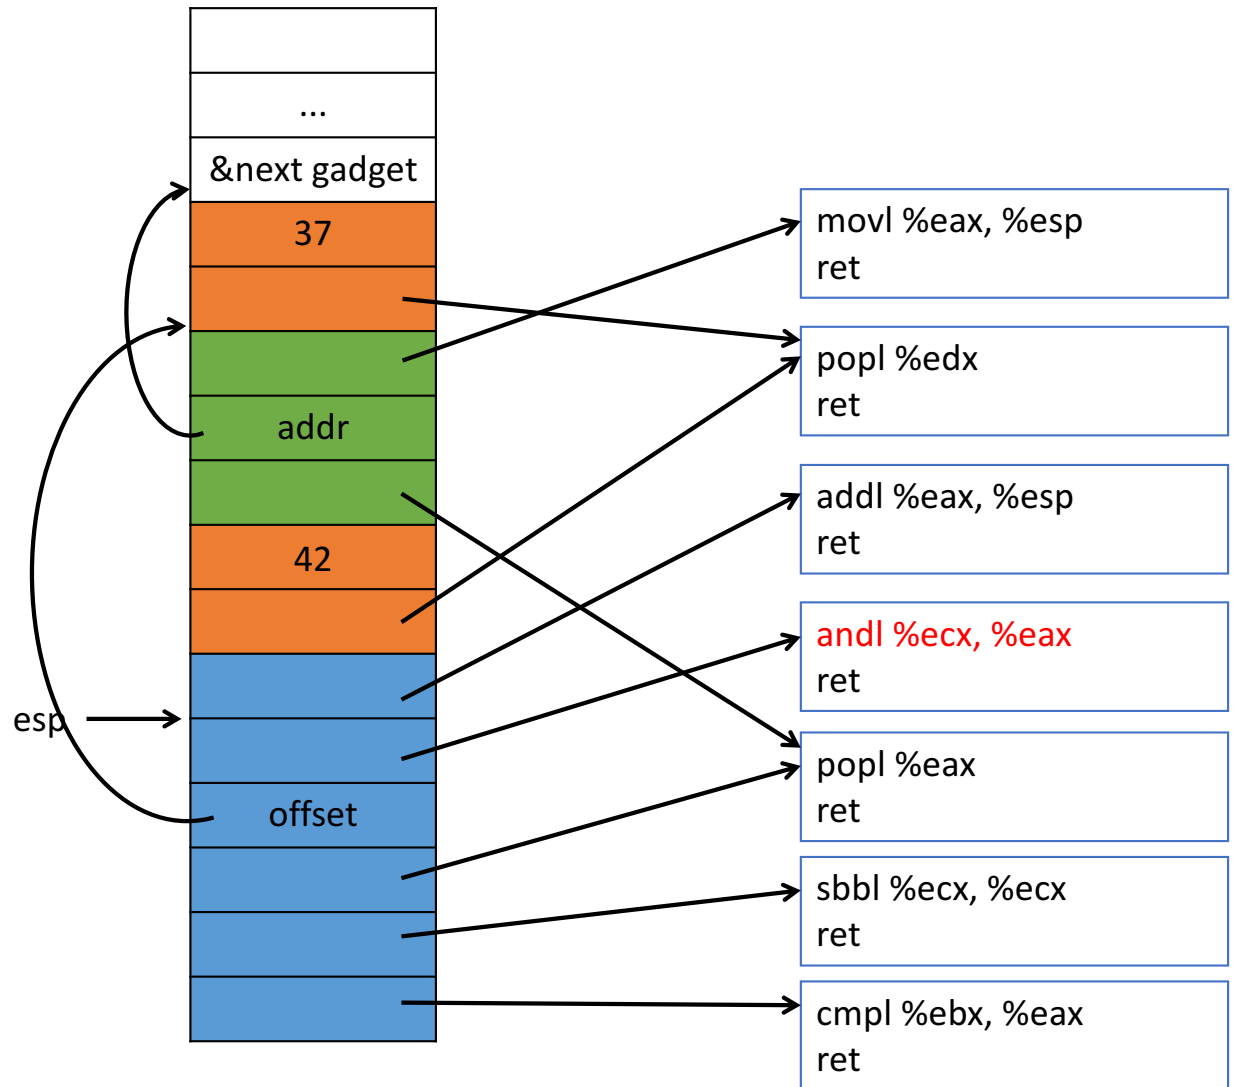 ...
&next gadget
37
addr
42
esp
offset
movl %eax, %esp
ret
popl %edx
ret
addl %eax, %esp
ret
andl %ecx, %eax
ret
popl %eax
ret
sbbl %ecx, %ecx
ret
cmpl %ebx, %eax
ret